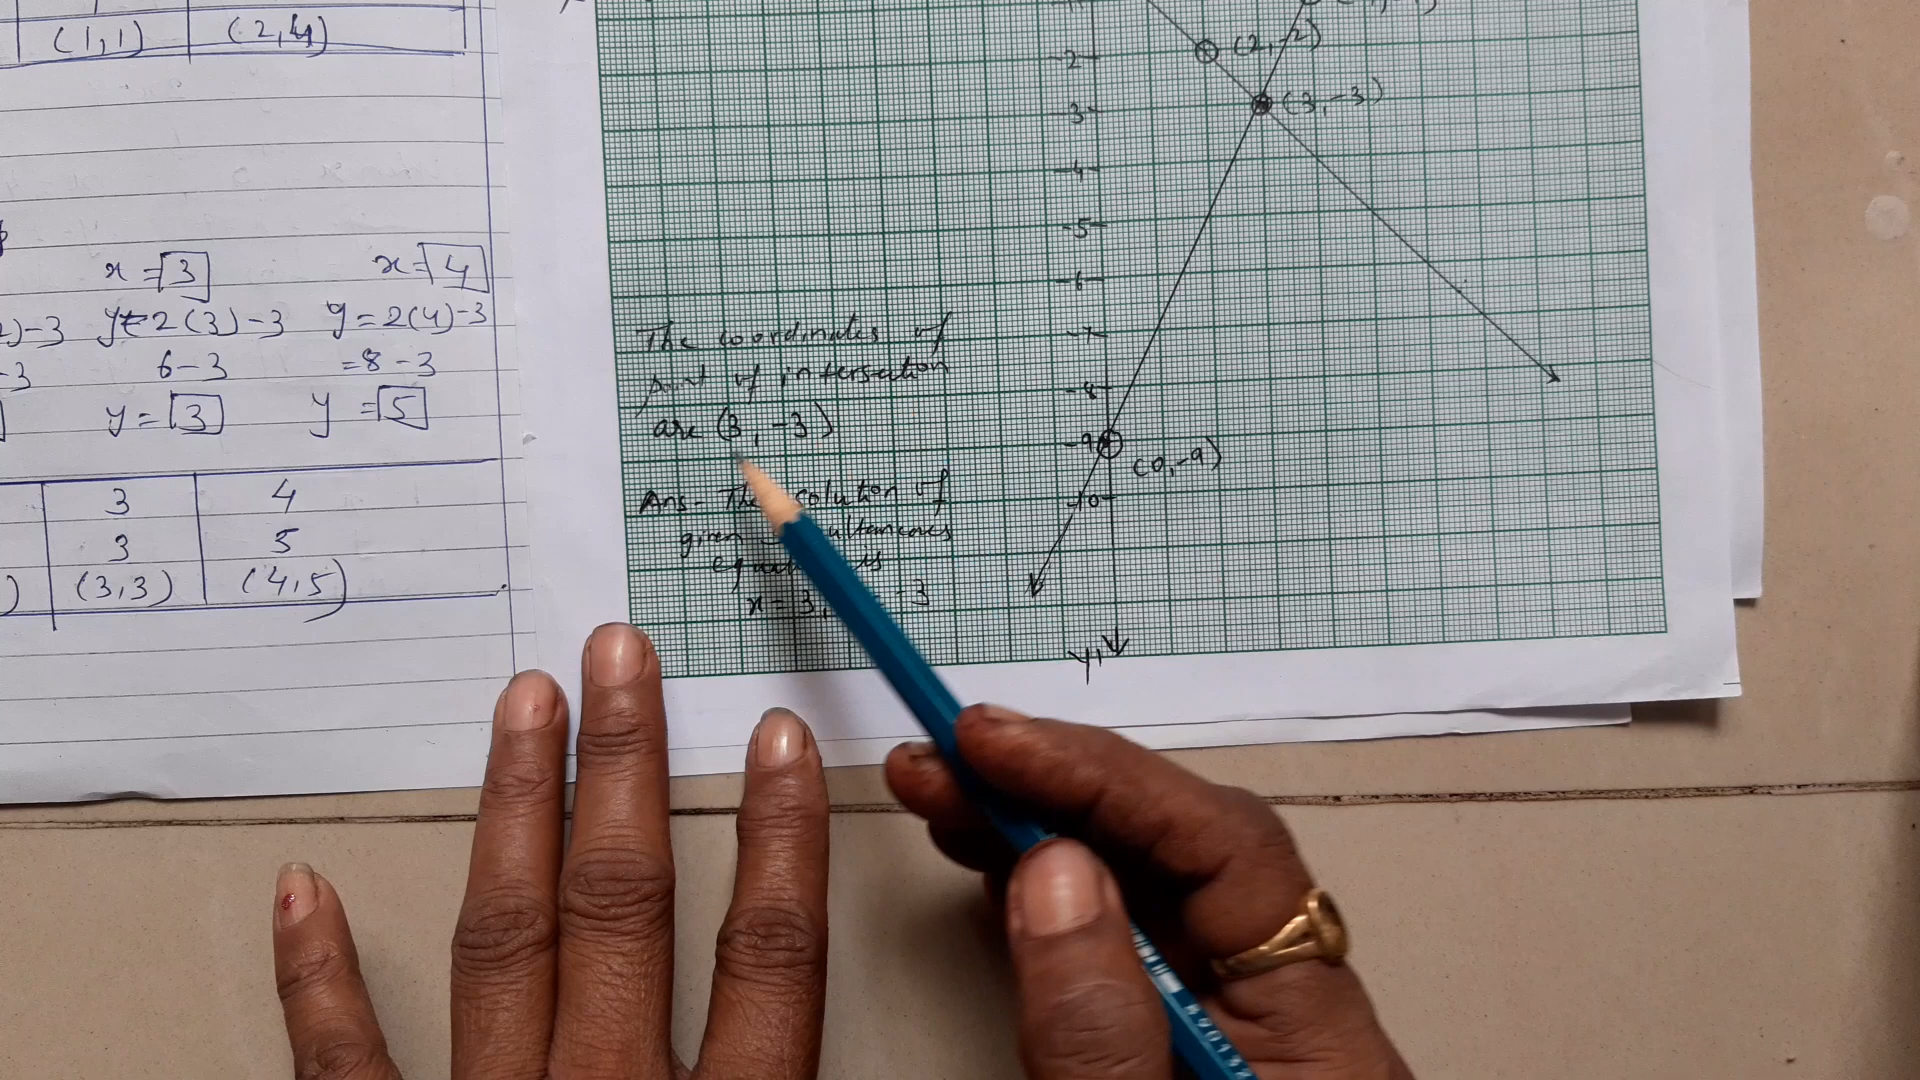 (1,1) (2,4)
x = 3 x = 4
)-3 y = 2(3)-3 y = 2(4)-3
-3 6-3 =8-3
y = 3 y = 5
3 4
3 5
) (3,3) (4,5)
(2,-2)
-2
(3,-3)
-3
-4
-5
-6
-7
-8
-9
(0,-9)
-10
Y'
The coordinates of
point of intersection
are (3, -3)
Ans- The solution of
given
is
x = 3, -3